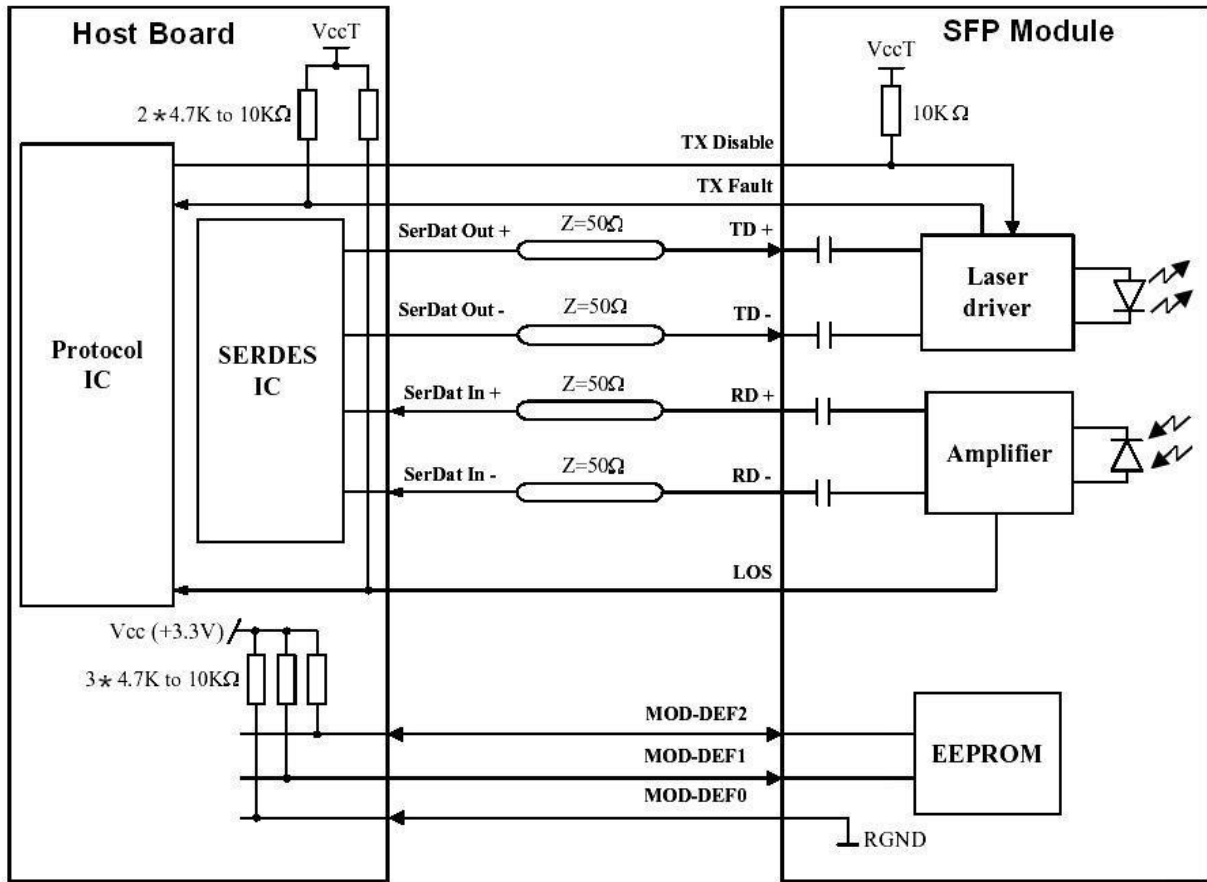 Host Board
SFP Module
VccT
VccT
2*4.7K to 10KΩ
10KΩ
TX Disable
TX Fault
SerDat Out +
Z=50Ω
TD +
SerDat Out -
Z=50Ω
TD -
Laser
driver
Protocol
IC
SERDES
IC
SerDat In +
Z=50Ω
RD +
SerDat In -
Z=50Ω
RD -
Amplifier
LOS
Vcc (+3.3V)
3*4.7K to 10KΩ
MOD-DEF2
MOD-DEF1
MOD-DEF0
EEPROM
RGND